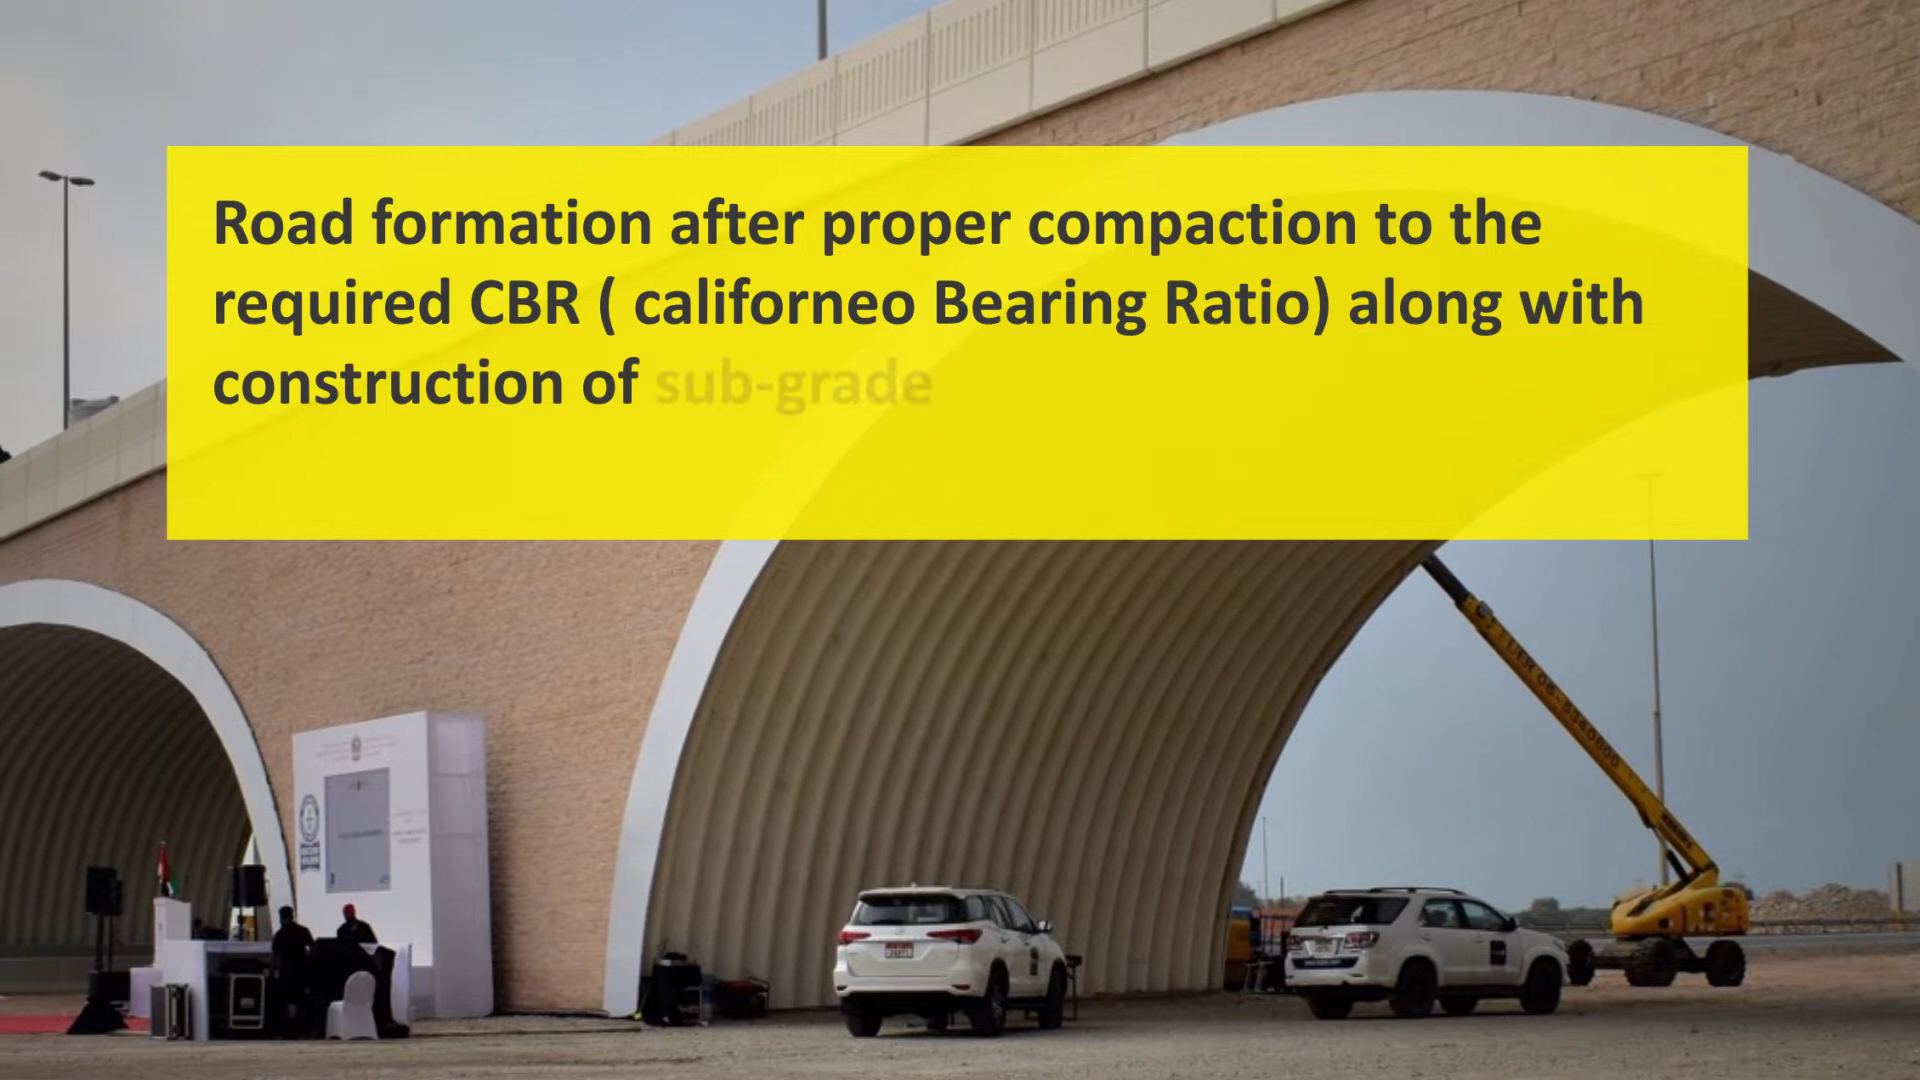 Road formation after proper compaction to the
required CBR ( californeo Bearing Ratio) along with
construction of sub-grade